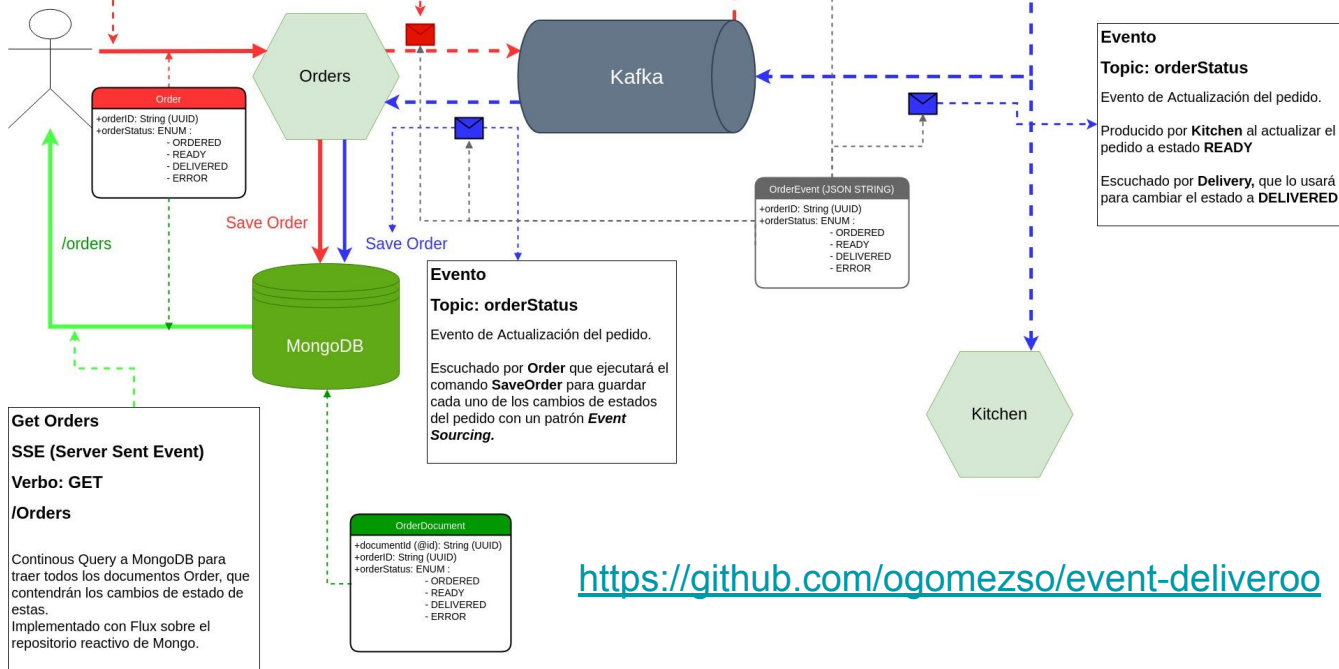 Orders
Kafka
Order
+orderID: String (UUID)
+orderStatus: ENUM :
- ORDERED
- READY
- DELIVERED
- ERROR
Save Order
Save Order
/orders
MongoDB
Evento
Topic: orderStatus
Evento de Actualización del pedido.
Escuchado por Order que ejecutará el
comando SaveOrder para guardar
cada uno de los cambios de estados
del pedido con un patrón Event
Sourcing.
OrderEvent (JSON STRING)
+orderID: String (UUID)
+orderStatus: ENUM :
- ORDERED
- READY
- DELIVERED
- ERROR
Evento
Topic: orderStatus
Evento de Actualización del pedido.
Producido por Kitchen al actualizar el
pedido a estado READY
Escuchado por Delivery, que lo usará
para cambiar el estado a DELIVERED
Kitchen
Get Orders
SSE (Server Sent Event)
Verbo: GET
/Orders
Continous Query a MongoDB para
traer todos los documentos Order, que
contendrán los cambios de estado de
estas.
Implementado con Flux sobre el
repositorio reactivo de Mongo.
OrderDocument
+documentId (@id): String (UUID)
+orderID: String (UUID)
+orderStatus: ENUM :
- ORDERED
- READY
- DELIVERED
- ERROR
https://github.com/ogomezso/event-deliveroo